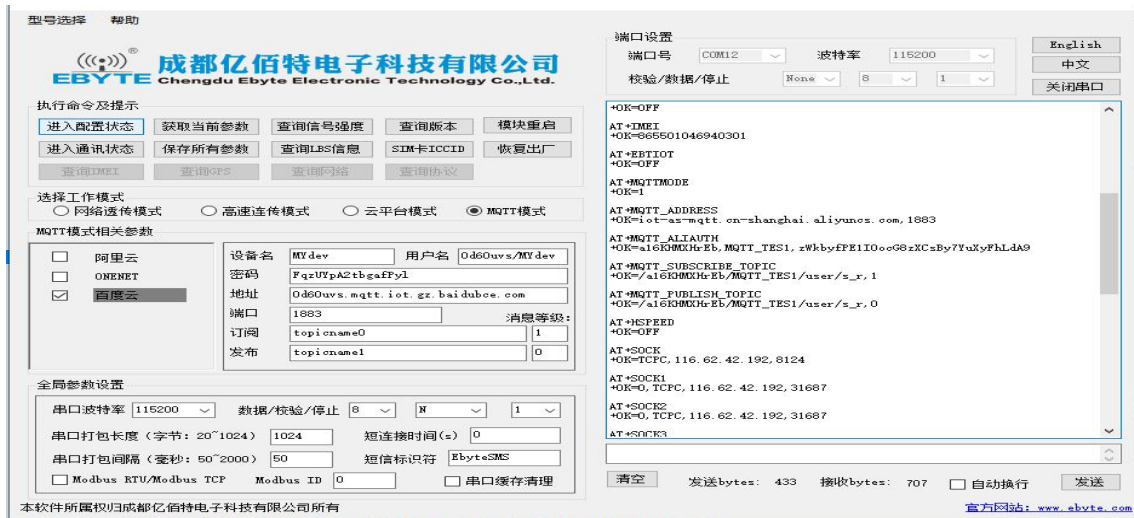 型号选择 帮助
((•))®
EBYTE
成都亿佰特电子科技有限公司
Chengdu Ebyte Electronic Technology Co.,Ltd.
执行命令及提示
进入配置状态 获取当前参数 查询信号强度 查询版本 模块重启
进入通讯状态 保存所有参数 查询LBS信息 SIM卡ICCID 恢复出厂
查询IMEI 查询GPS 查询网络 查询协议
选择工作模式
网络透传模式 高速连传模式 云平台模式 MQTT模式
MQTT模式相关参数
阿里云
ONENET
百度云
设备名 MYdev 用户名 0d60uvs/MYdev
密码 FqzUYpA2tbgafPyl
地址 0d60uvs.mqtt.iot.gz.baidubce.com
端口 1883 消息等级:
订阅 topicname0 1
发布 topicname1 0
全局参数设置
串口波特率 115200 数据/校验/停止 8 N 1
串口打包长度(字节: 20~1024) 1024 短连接时间(s) 0
串口打包间隔(毫秒: 50~2000) 50 短信标识符 EbyteSMS
Modbus RTU/Modbus TCP Modbus ID 0 串口缓存清理
本软件所属权归成都亿佰特电子科技有限公司所有
端口设置
端口号 COM12 波特率 115200
校验/数据/停止 None 8 1
English
中文
关闭串口
+OK=OFF
AT+IMEI
+OK=865501046940301
AT+EBTIOT
+OK=OFF
AT+MQTTMODE
+OK=1
AT+MQTT_ADDRESS
+OK=iot-as-mqtt.cn-shanghai.aliyuncs.com,1883
AT+MQTT_ALIAUTH
+OK=a16KHMXHrEb,MQTT_TES1,zWkbyfPE1IOocG8zXCsBy7YuXyFhLdA9
AT+MQTT_SUBSCRIBE_TOPIC
+OK=/a16KHMXHrEb/MQTT_TES1/user/s_r,1
AT+MQTT_PUBLISH_TOPIC
+OK=/a16KHMXHrEb/MQTT_TES1/user/s_r,0
AT+HSPEED
+OK=OFF
AT+SOCK
+OK=TCPC,116.62.42.192,8124
AT+SOCK1
+OK=0,TCPC,116.62.42.192,31687
AT+SOCK2
+OK=0,TCPC,116.62.42.192,31687
AT+SOCK3
清空 发送bytes: 433 接收bytes: 707 自动换行 发送
官方网站: www.ebyte.com